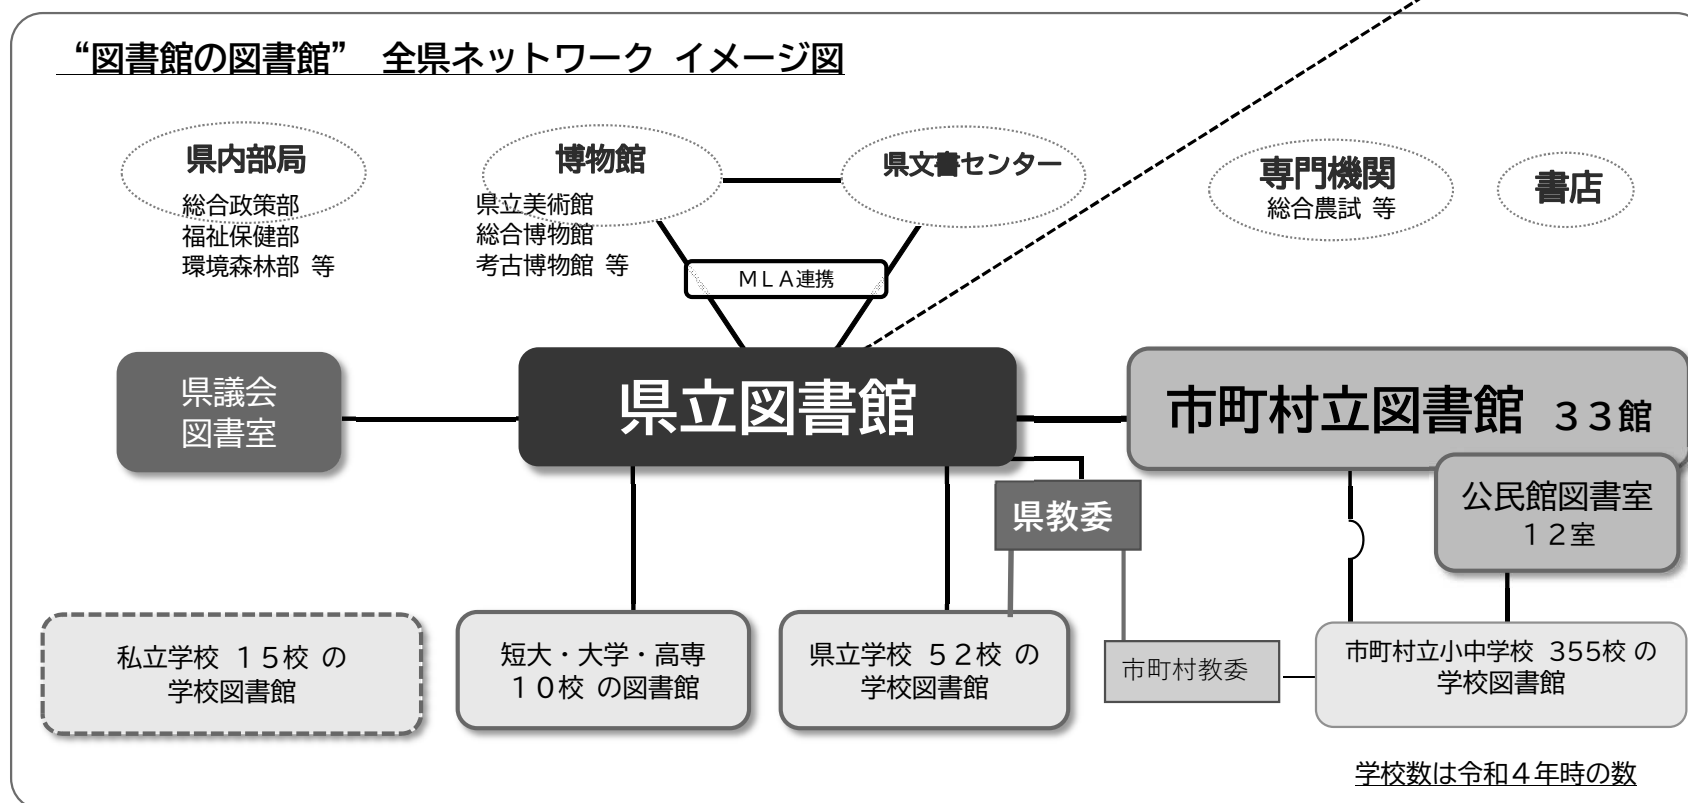 “図書館の図書館”　全県ネットワーク イメージ図
県内部局
総合政策部
福祉保健部
環境森林部 等
博物館
県立美術館
総合博物館
考古博物館 等
県文書センター
専門機関
総合農試 等
書店
ＭＬＡ連携
県議会
図書室
県立図書館
市町村立図書館 ３３館
公民館図書室
１２室
県教委
私立学校 １５校 の
学校図書館
短大・大学・高専
１０校 の図書館
県立学校 ５２校 の
学校図書館
市町村教委
市町村立小中学校 355校 の
学校図書館
学校数は令和４年時の数